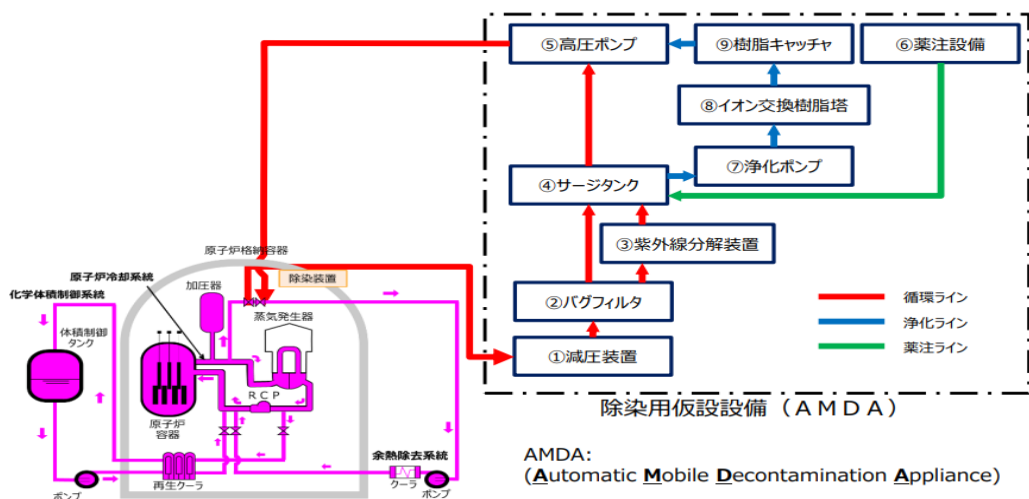 ⑤高圧ポンプ
⑨樹脂キャッチャ
⑥薬注設備
⑧イオン交換樹脂塔
⑦浄化ポンプ
④サージタンク
③紫外線分解装置
②バグフィルタ
①減圧装置
循環ライン
浄化ライン
薬注ライン
除染用仮設設備（ＡＭＤＡ）
AMDA:
(Automatic Mobile Decontamination Appliance)
原子炉格納容器
除染装置
原子炉冷却系統
加圧器
化学体積制御系統
蒸気発生器
体積制御
タンク
ＲＣＰ
原子炉
容器
余熱除去系統
再生クーラ
クーラ
ポンプ
ポンプ